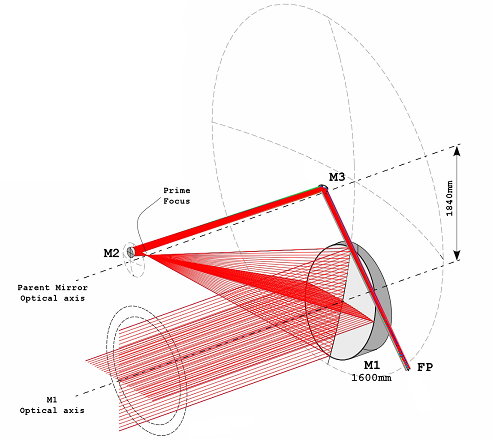 M3
1840mm
Prime
Focus
M2
Parent Mirror
Optical axis
M1
1600mm
FP
M1
Optical axis